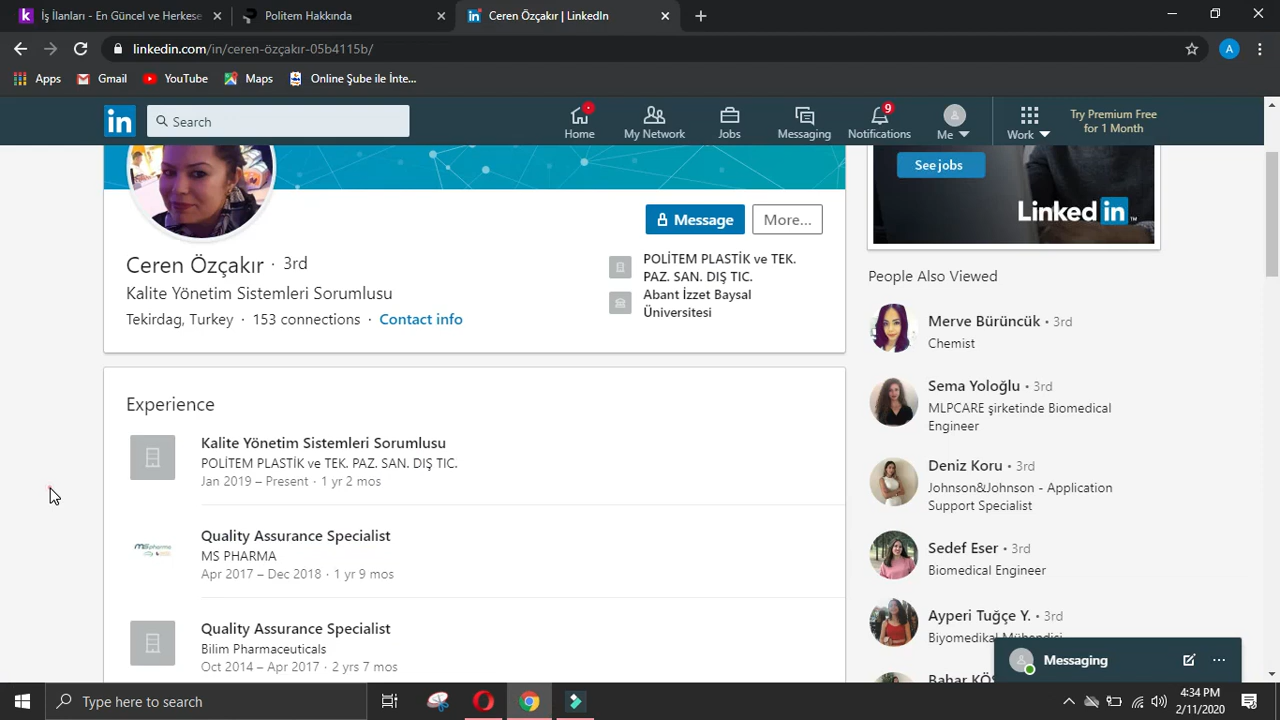 İş İlanları - En Güncel ve Herkese
Politem Hakkında
Ceren Özçakır | LinkedIn
linkedin.com/in/ceren-özçakır-05b4115b/
A
Apps
Gmail
YouTube
Maps
Online Şube ile İnte...
in
Search
Home
My Network
Jobs
Messaging
9
Notifications
Me
Work
Try Premium Free
for 1 Month
See jobs
Linked in
Message
More...
Ceren Özçakır · 3rd
Kalite Yönetim Sistemleri Sorumlusu
Tekirdag, Turkey · 153 connections · Contact info
POLİTEM PLASTİK ve TEK.
PAZ. SAN. DIŞ TIC.
Abant İzzet Baysal
Üniversitesi
Experience
Kalite Yönetim Sistemleri Sorumlusu
POLİTEM PLASTİK ve TEK. PAZ. SAN. DIŞ TIC.
Jan 2019 – Present · 1 yr 2 mos
Quality Assurance Specialist
MS PHARMA
Apr 2017 – Dec 2018 · 1 yr 9 mos
Quality Assurance Specialist
Bilim Pharmaceuticals
Oct 2014 – Apr 2017 · 2 yrs 7 mos
People Also Viewed
Merve Bürüncük • 3rd
Chemist
Sema Yoloğlu • 3rd
MLPCARE şirketinde Biomedical
Engineer
Deniz Koru • 3rd
Johnson&Johnson - Application
Support Specialist
Sedef Eser • 3rd
Biomedical Engineer
Ayperi Tuğçe Y. • 3rd
Biyomedikal Mühendisi
Messaging
Type here to search
4:34 PM
2/11/2020